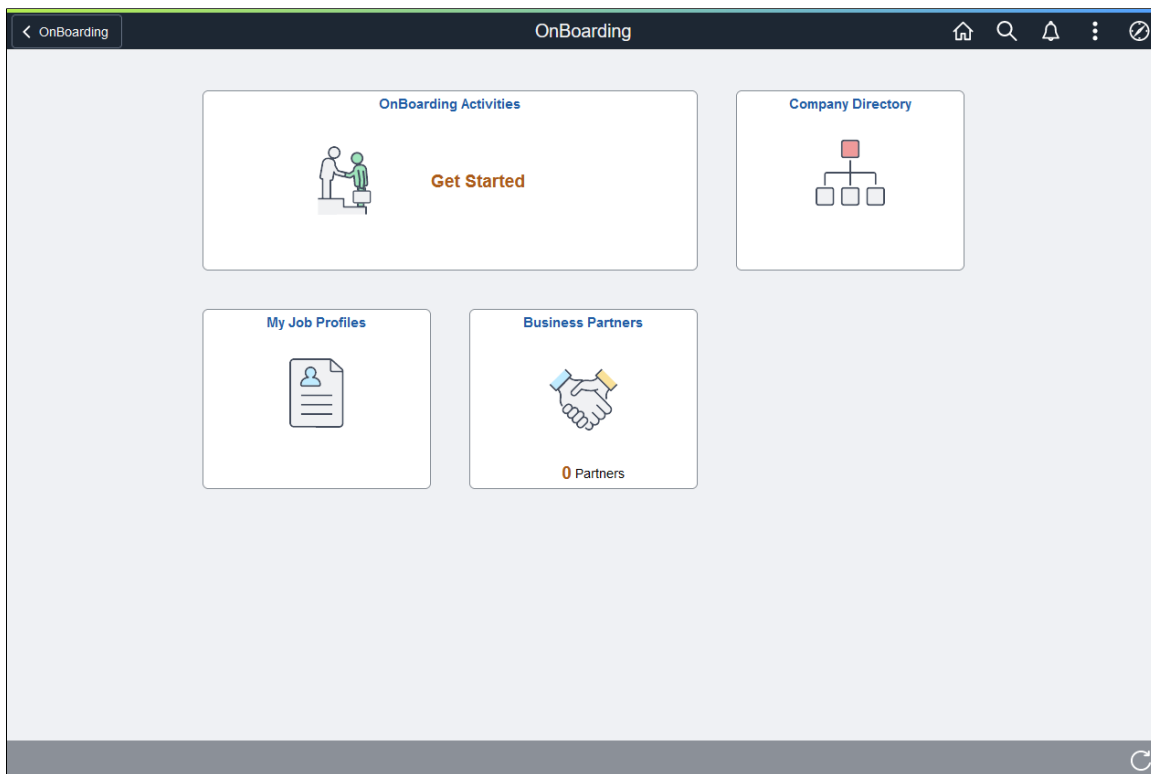 OnBoarding
OnBoarding
OnBoarding Activities
Get Started
Company Directory
My Job Profiles
Business Partners
0 Partners